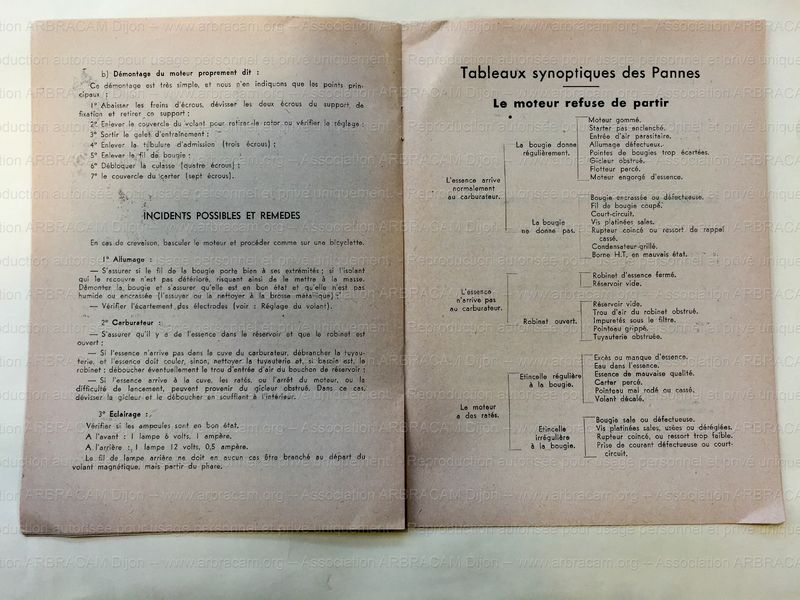 b) Démontage du moteur proprement dit :
Ce démontage est très simple, et nous n'en indiquons que les points prin-
cipaux :
1° Abaisser les freins d'écrous, dévisser les deux écrous du support de
fixation et retirer ce support ;
2° Enlever le couvercle du volant pour retirer le rotor ou vérifier le réglage ;
3° Sortir le galet d'entraînement ;
4° Enlever la tubulure d'admission (trois écrous) ;
5° Enlever le fil de bougie ;
6° Débloquer la culasse (quatre écrous) ;
7° le couvercle du carter (sept écrous).
INCIDENTS POSSIBLES ET REMEDES
En cas de crevaison, basculer le moteur et procéder comme sur une bicyclette.
1° Allumage :
— S'assurer si le fil de la bougie porte bien à ses extrémités ; si l'isolant
qui le recouvre n'est pas détérioré, risquant ainsi de le mettre à la masse.
Démonter la bougie et s'assurer qu'elle est en bon état et qu'elle n'est pas
humide ou encrassée (l'essuyer ou la nettoyer à la brosse métallique) ;
— Vérifier l'écartement des électrodes (voir : Réglage du volant).
2° Carburateur :
— S'assurer qu'il y a de l'essence dans le réservoir et que le robinet est
ouvert ;
— Si l'essence n'arrive pas dans la cuve du carburateur, débrancher la tuyau-
terie, et l'essence doit couler, sinon, nettoyer la tuyauterie et, si besoin est, le
robinet ; déboucher éventuellement le trou d'entrée d'air du bouchon de réservoir ;
— Si l'essence arrive à la cuve, les ratés, ou l'arrêt du moteur, ou la
difficulté de lancement, peuvent provenir du gicleur obstrué. Dans ce cas,
dévisser le gicleur et le déboucher en soufflant à l'intérieur.
3° Eclairage :
Vérifier si les ampoules sont en bon état.
A l'avant : 1 lampe 6 volts, 1 ampère.
A l'arrière : 1 lampe 12 volts, 0,5 ampère.
Le fil de lampe arrière ne doit en aucun cas être branché au départ du
volant magnétique, mais partir du phare.
Tableaux synoptiques des Pannes
Le moteur refuse de partir
L'essence arrive
normalement
au carburateur.
La bougie donne
régulièrement.
Moteur gommé.
Starter pas enclenché.
Entrée d'air parasitaire.
Allumage défectueux.
Pointes de bougies trop écartées.
Gicleur obstrué.
Flotteur percé.
Moteur engorgé d'essence.
La bougie
ne donne pas.
Bougie encrassée ou défectueuse.
Fil de bougie coupé.
Court-circuit.
Vis platinées sales.
Rupteur coincé ou ressort de rappel
cassé.
Condensateur grillé.
Borne H.T. en mauvais état.
L'essence
n'arrive pas
au carburateur.
Robinet d'essence fermé.
Réservoir vide.
Robinet ouvert.
Réservoir vide.
Trou d'air du robinet obstrué.
Impuretés sous le filtre.
Pointeau grippé.
Tuyauterie obstruée.
Le moteur
a des ratés.
Etincelle régulière
à la bougie.
Excès ou manque d'essence.
Eau dans l'essence.
Essence de mauvaise qualité.
Carter percé.
Pointeau mal rodé ou cassé.
Volant décalé.
Etincelle
irrégulière
à la bougie.
Bougie sale ou défectueuse.
Vis platinées sales, usées ou déréglées.
Rupteur coincé, ou ressort trop faible.
Prise de courant défectueuse ou court-
circuit.